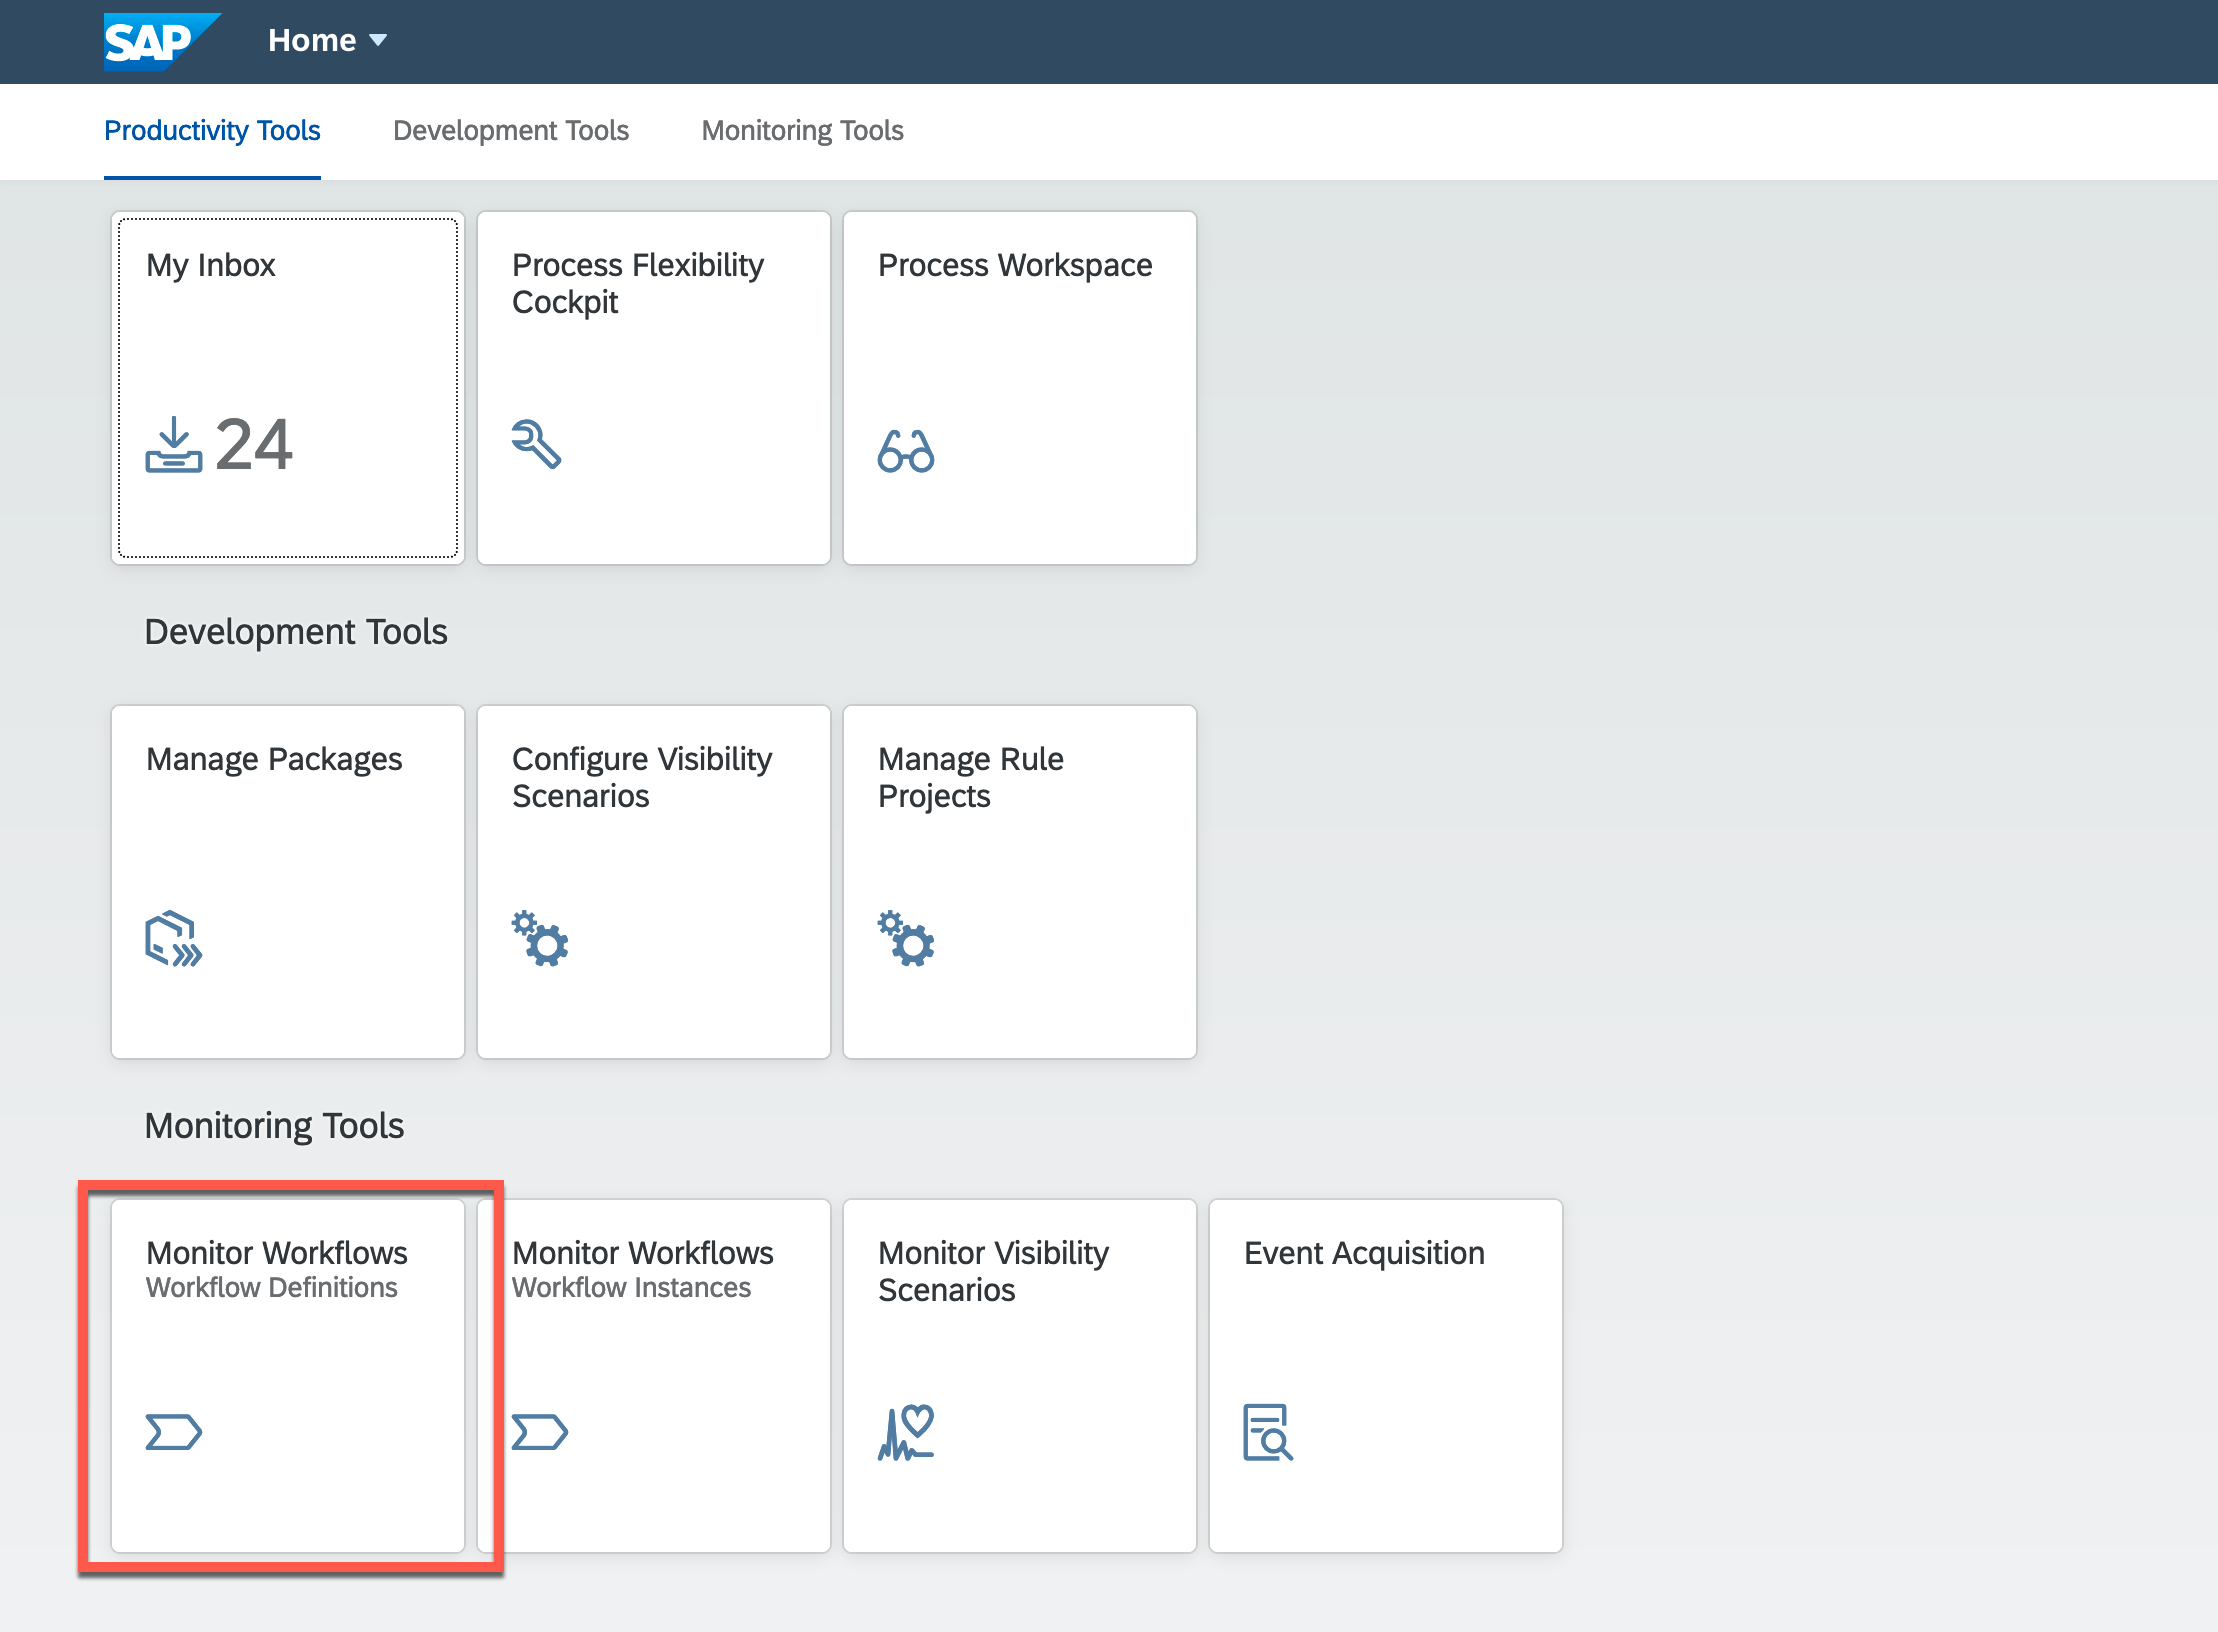 SAP Home
Productivity Tools Development Tools Monitoring Tools
My Inbox
24
Process Flexibility
Cockpit
Process Workspace
Development Tools
Manage Packages
Configure Visibility
Scenarios
Manage Rule
Projects
Monitoring Tools
Monitor Workflows
Workflow Definitions
Monitor Workflows
Workflow Instances
Monitor Visibility
Scenarios
Event Acquisition